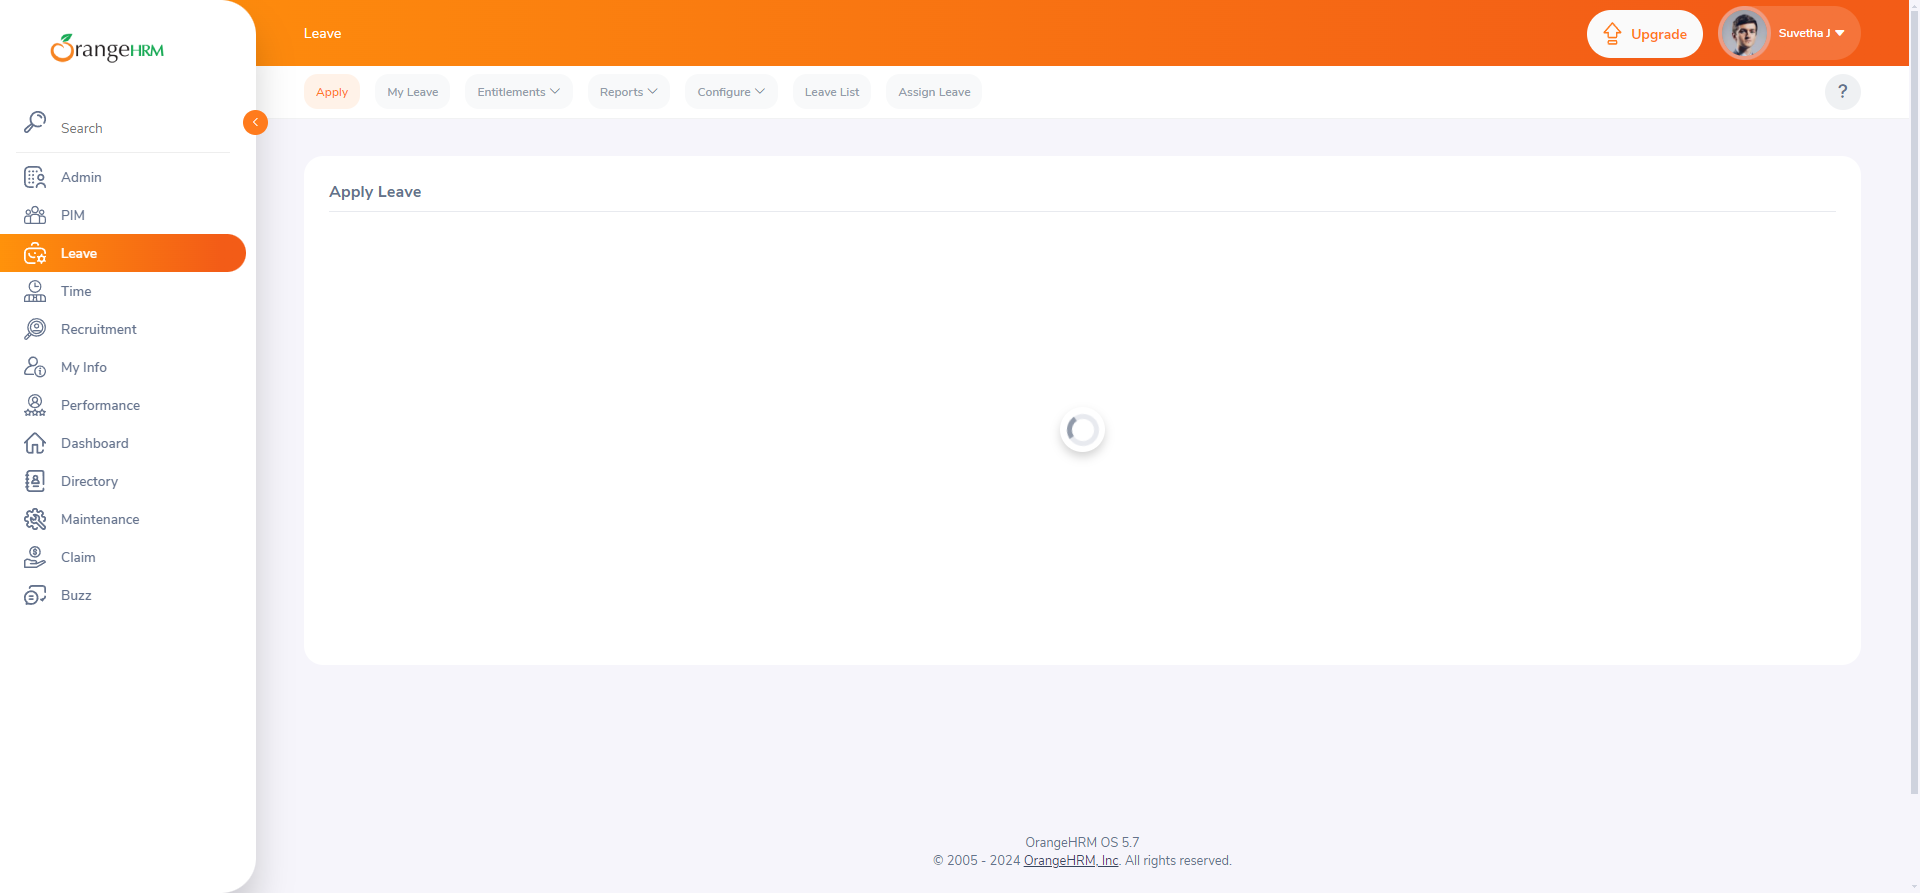 OrangeHRM
Search
Admin
PIM
Leave
Time
Recruitment
My Info
Performance
Dashboard
Directory
Maintenance
Claim
Buzz
Leave
Upgrade
Suvetha J
Apply
My Leave
Entitlements
Reports
Configure
Leave List
Assign Leave
?
Apply Leave
OrangeHRM OS 5.7
© 2005 - 2024 OrangeHRM, Inc. All rights reserved.